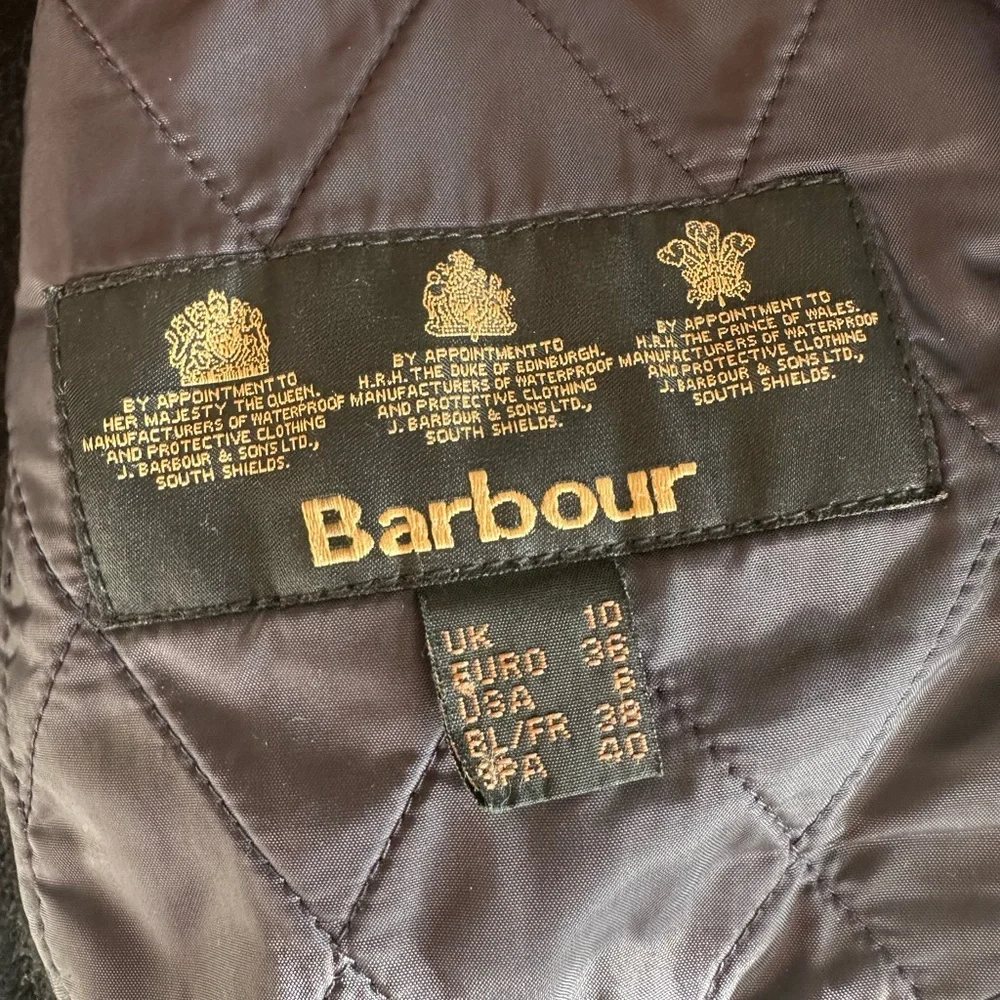 BY APPOINTMENT TO
HER MAJESTY THE QUEEN.
MANUFACTURERS OF WATERPROOF
AND PROTECTIVE CLOTHING
J. BARBOUR & SONS LTD.,
SOUTH SHIELDS.
BY APPOINTMENT TO
H.R.H. THE DUKE OF EDINBURGH.
MANUFACTURERS OF WATERPROOF
AND PROTECTIVE CLOTHING
J. BARBOUR & SONS LTD.,
SOUTH SHIELDS.
BY APPOINTMENT TO
H.R.H. THE PRINCE OF WALES.
MANUFACTURERS OF WATERPROOF
AND PROTECTIVE CLOTHING
J. BARBOUR & SONS LTD.,
SOUTH SHIELDS.
Barbour
UK 10
EURO 36
USA 6
BL/FR 38
SPA 40